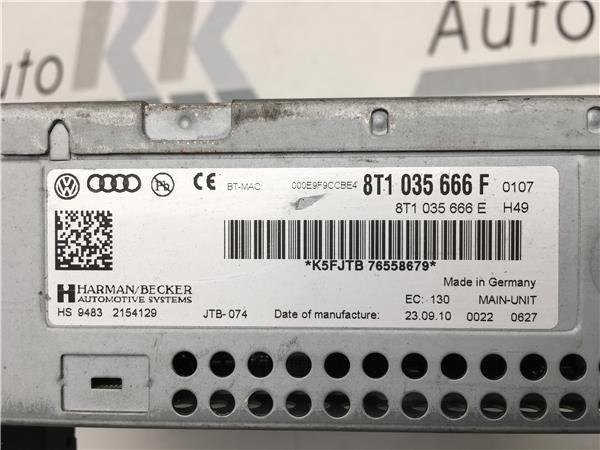 Auto RK Auto
BT-MAC: 000E9F9CCBE4 8T1 035 666 F 0107
8T1 035 666 E H49
*K5FJTB 76558679*
Made in Germany
HARMAN/BECKER
AUTOMOTIVE SYSTEMS
EC: 130 MAIN-UNIT
HS 9483 2154129 JTB-074 Date of manufacture: 23.09.10 0022 0627
Pb
CE